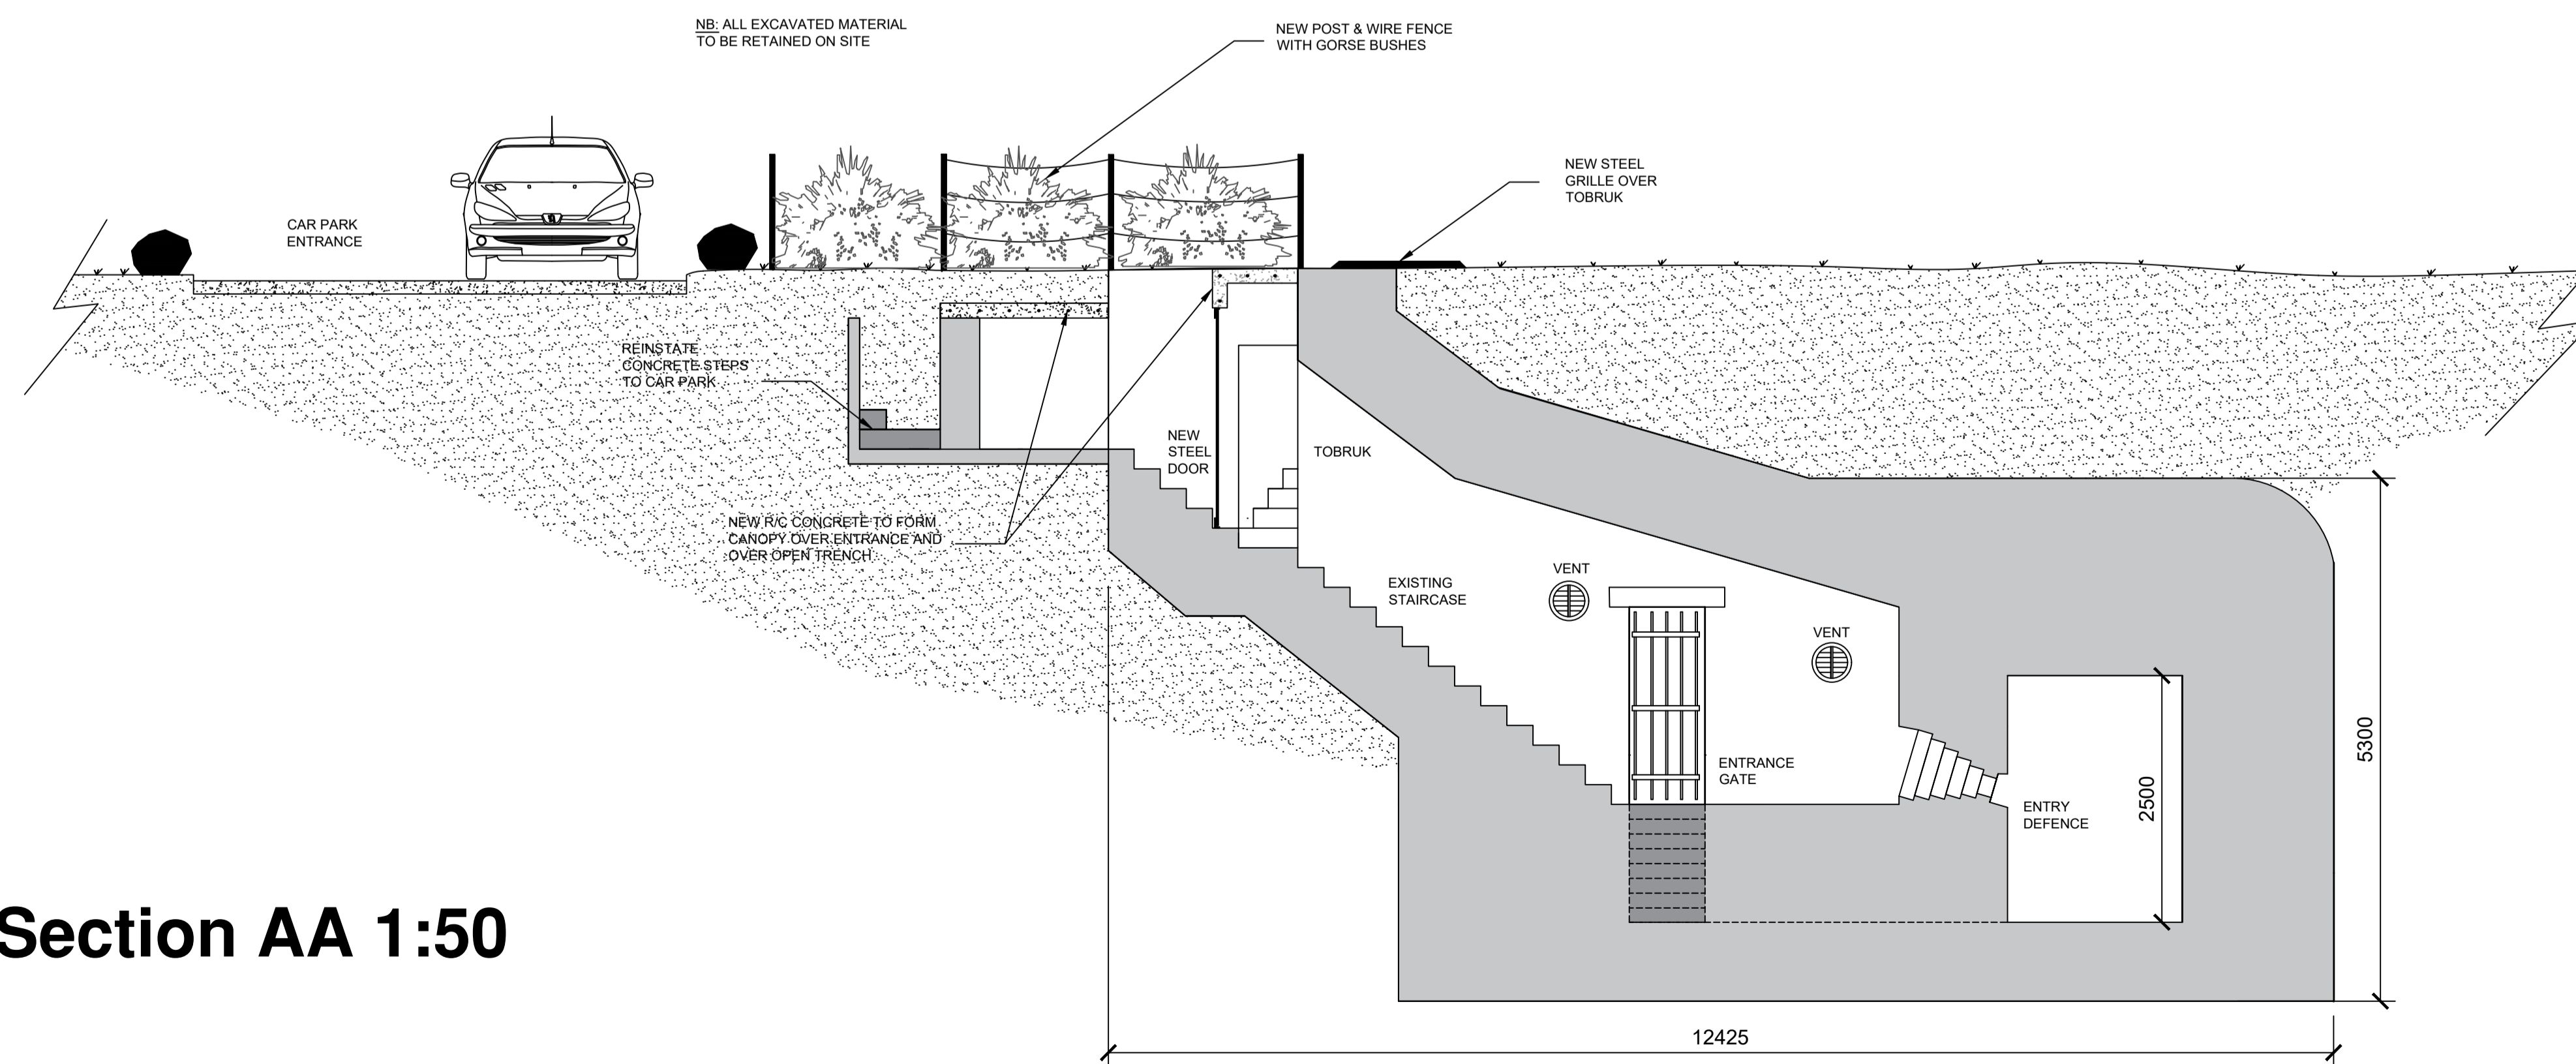 NB: ALL EXCAVATED MATERIAL
TO BE RETAINED ON SITE
NEW POST & WIRE FENCE
WITH GORSE BUSHES
NEW STEEL
GRILLE OVER
TOBRUK
CAR PARK
ENTRANCE
REINSTATE
CONCRETE STEPS
TO CAR PARK
NEW
STEEL
DOOR
TOBRUK
NEW R/C CONCRETE TO FORM
CANOPY OVER ENTRANCE AND
OVER OPEN TRENCH
EXISTING
STAIRCASE
VENT
VENT
ENTRANCE
GATE
ENTRY
DEFENCE
2500
5300
Section AA 1:50
12425